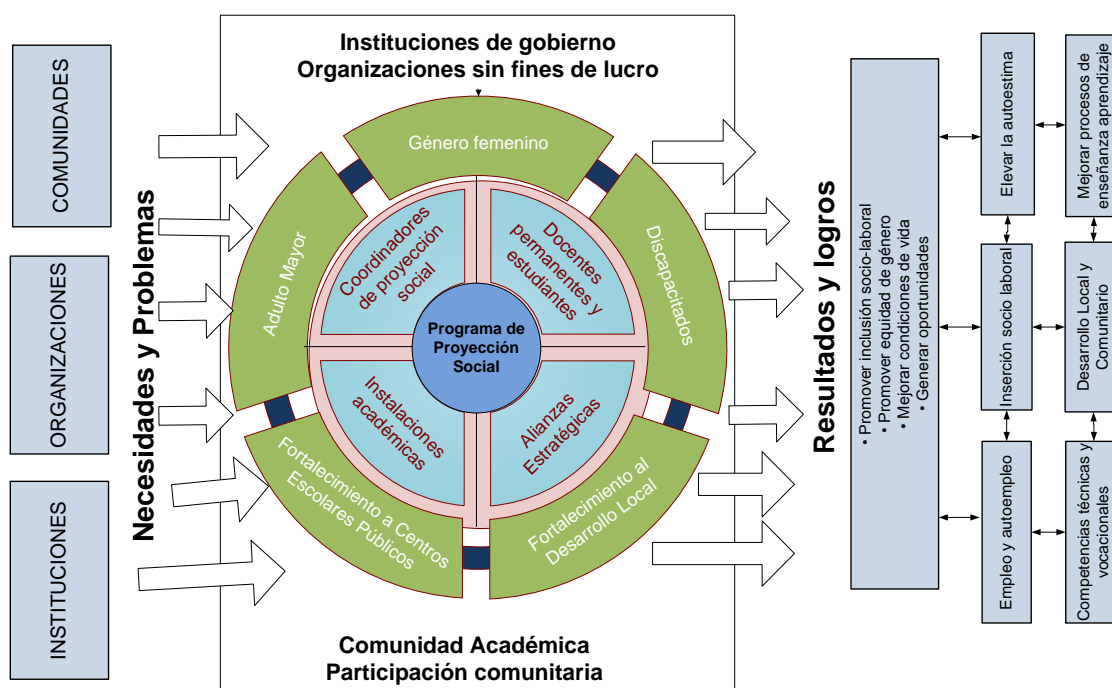 Instituciones de gobierno
Organizaciones sin fines de lucro
COMUNIDADES
ORGANIZACIONES
INSTITUCIONES
Necesidades y Problemas
Género femenino
Adulto Mayor
Discapacitados
Fortalecimiento a Centros
Escolares Públicos
Fortalecimiento al
Desarrollo Local
Coordinadores
de proyección
social
Docentes
permanentes y
estudiantes
Instalaciones
académicas
Alianzas
Estratégicas
Programa de
Proyección
Social
Comunidad Académica
Participación comunitaria
Resultados y logros
• Promover inclusión socio-laboral
• Promover equidad de género
• Mejorar condiciones de vida
• Generar oportunidades
Elevar la autoestima
Inserción socio laboral
Empleo y autoempleo
Mejorar procesos de
enseñanza aprendizaje
Desarrollo Local y
Comunitario
Competencias técnicas y
vocacionales